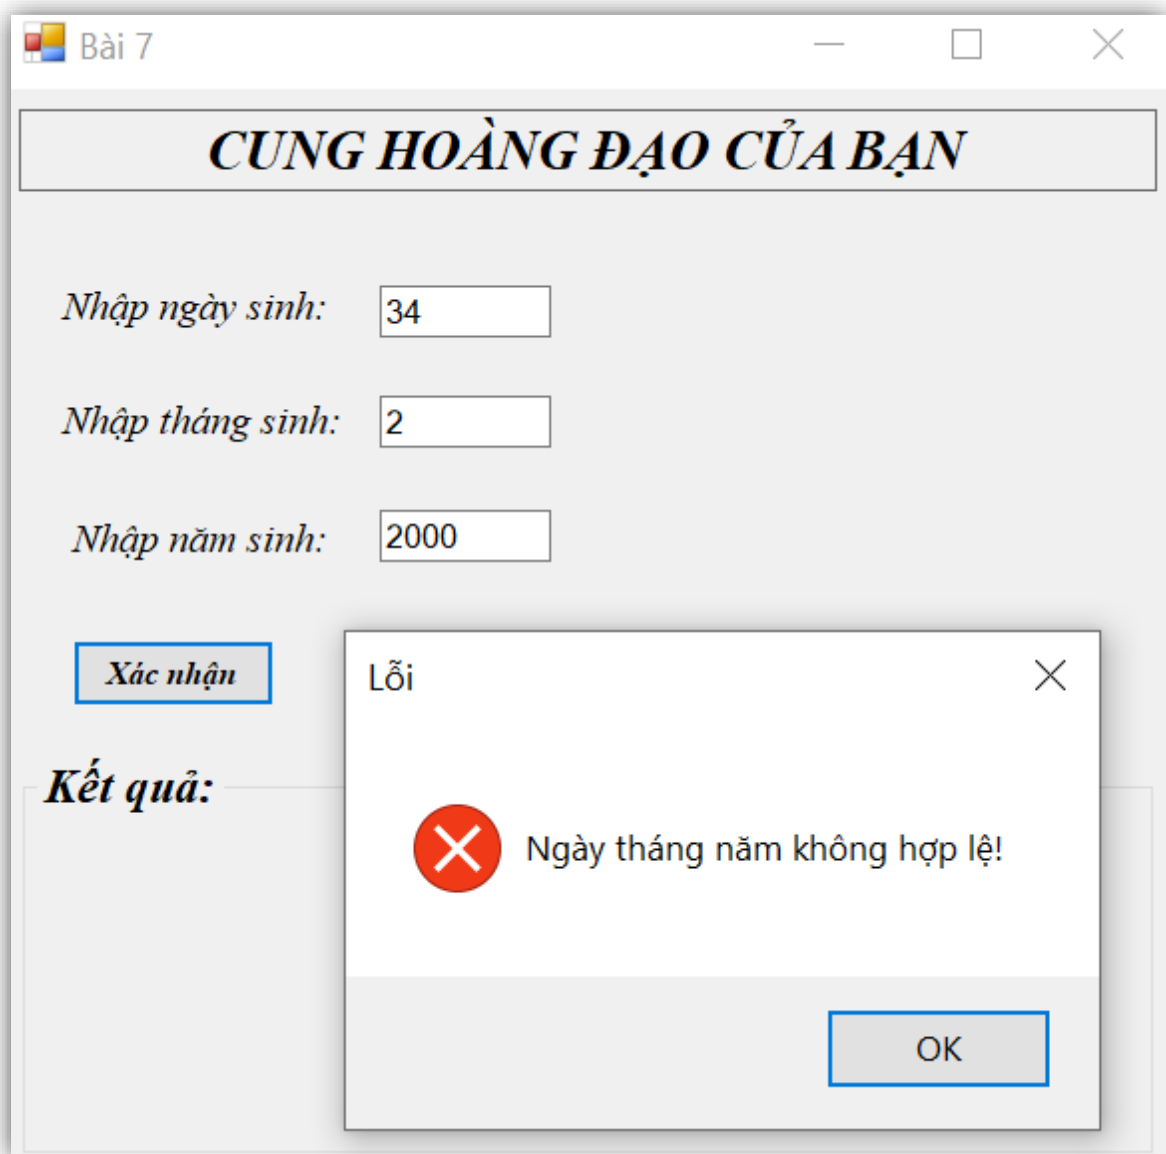 Bài 7
CUNG HOÀNG ĐẠO CỦA BẠN
Nhập ngày sinh: 34
Nhập tháng sinh: 2
Nhập năm sinh: 2000
Xác nhận
Kết quả:
Lỗi
Ngày tháng năm không hợp lệ!
OK